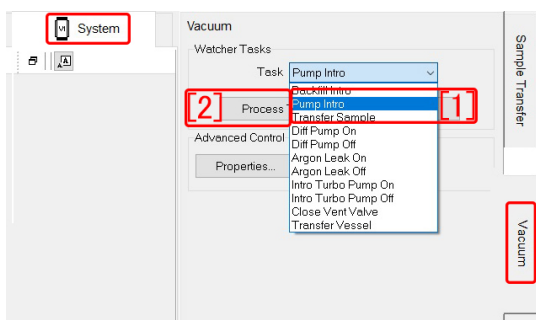 System
Vacuum
Watcher Tasks
Task
Pump Intro
Backfill Intro
Pump Intro
Transfer Sample
Diff Pump On
Diff Pump Off
Argon Leak On
Argon Leak Off
Intro Turbo Pump On
Intro Turbo Pump Off
Close Vent Valve
Transfer Vessel
[1]
[2]
Process
Advanced Control
Properties...
Sample Transfer
Vacuum